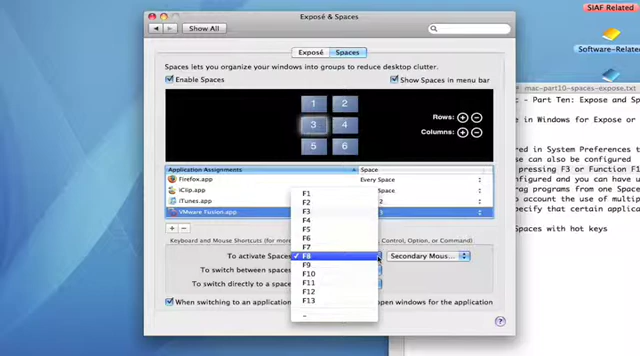 SIAF Related
Exposé & Spaces
Show All
Software-Related
Exposé
Spaces
Spaces lets you organize your windows into groups to reduce desktop clutter.
Enable Spaces
Show Spaces in menu bar
mac-part10-spaces-expose.txt
1 2
3 4
5 6
Rows:
Columns:
- Part Ten: Expose and Sp
e in Windows for Expose or
ured in System Preferences t
se can also be configured
pressing F3 or Function F1
nfigured and you can have u
rag programs from one Space
to account the use of multip
pecify that certain applica
Spaces with hot keys
Application Assignments
Space
Firefox.app
Every Space
iClip.app
Space
iTunes.app
2
VMware Fusion.app
Keyboard and Mouse Shortcuts: (for
Control, Option, or Command)
To activate Spaces
Secondary Mous...
To switch between spaces
To switch directly to a space
When switching to an application
open windows for the application
F1
F2
F3
F4
F5
F6
F7
✓ F8
F9
F10
F11
F12
F13
–
?